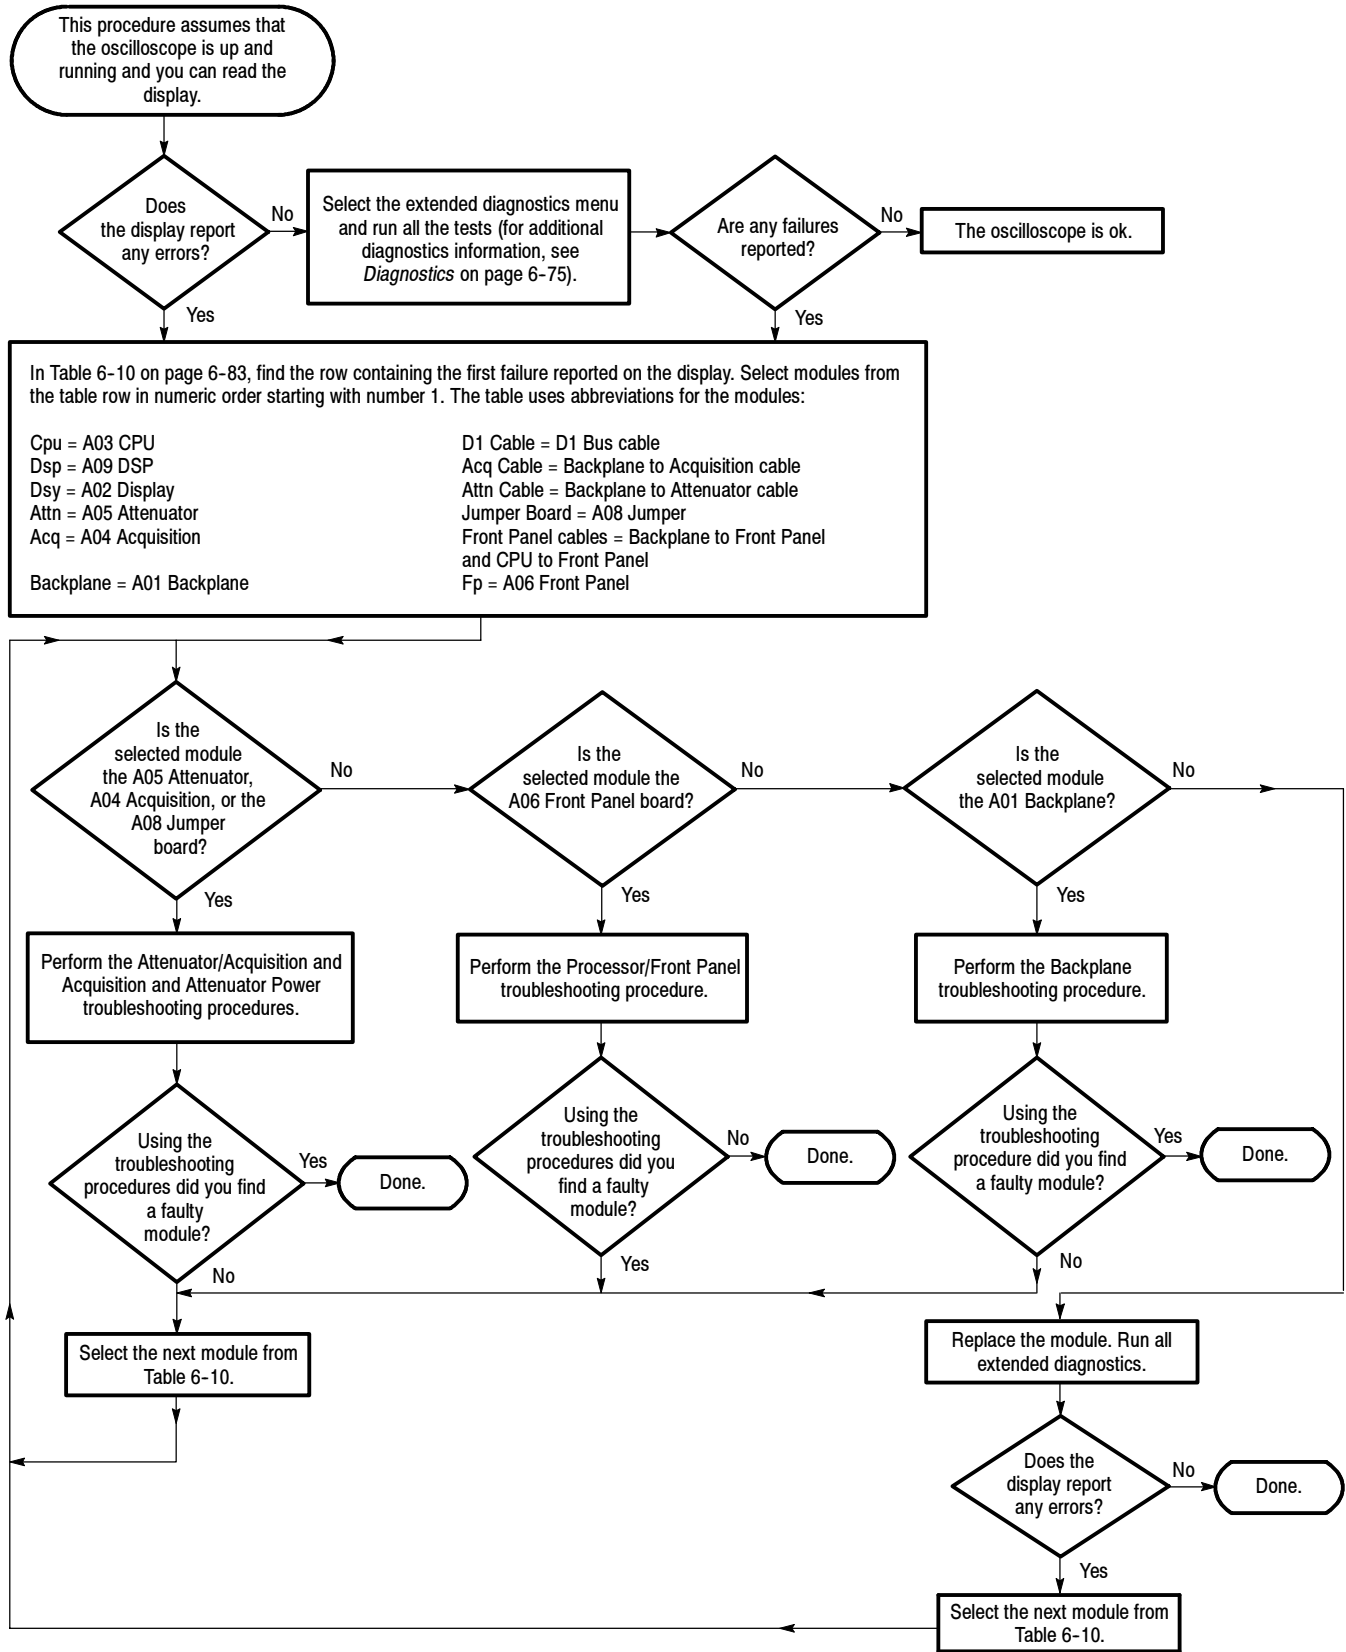 This procedure assumes that
the oscilloscope is up and
running and you can read the
display.
Does
the display report
any errors?
No
Select the extended diagnostics menu
and run all the tests (for additional
diagnostics information, see
Diagnostics on page 6-75).
Are any failures
reported?
No
The oscilloscope is ok.
Yes
Yes
In Table 6-10 on page 6-83, find the row containing the first failure reported on the display. Select modules from
the table row in numeric order starting with number 1. The table uses abbreviations for the modules:
Cpu = A03 CPU
Dsp = A09 DSP
Dsy = A02 Display
Attn = A05 Attenuator
Acq = A04 Acquisition
Backplane = A01 Backplane
D1 Cable = D1 Bus cable
Acq Cable = Backplane to Acquisition cable
Attn Cable = Backplane to Attenuator cable
Jumper Board = A08 Jumper
Front Panel cables = Backplane to Front Panel
and CPU to Front Panel
Fp = A06 Front Panel
Is the
selected module
the A05 Attenuator,
A04 Acquisition, or the
A08 Jumper
board?
No
Is the
selected module the
A06 Front Panel board?
No
Is the
selected module
the A01 Backplane?
No
Yes
Yes
Yes
Perform the Attenuator/Acquisition and
Acquisition and Attenuator Power
troubleshooting procedures.
Perform the Processor/Front Panel
troubleshooting procedure.
Perform the Backplane
troubleshooting procedure.
Using the
troubleshooting
procedures did you find
a faulty
module?
Yes
Done.
Using the
troubleshooting
procedures did you
find a faulty
module?
No
Done.
Using the
troubleshooting
procedure did you find
a faulty module?
Yes
Done.
No
Yes
No
Select the next module from
Table 6-10.
Replace the module. Run all
extended diagnostics.
Does the
display report
any errors?
No
Done.
Yes
Select the next module from
Table 6-10.